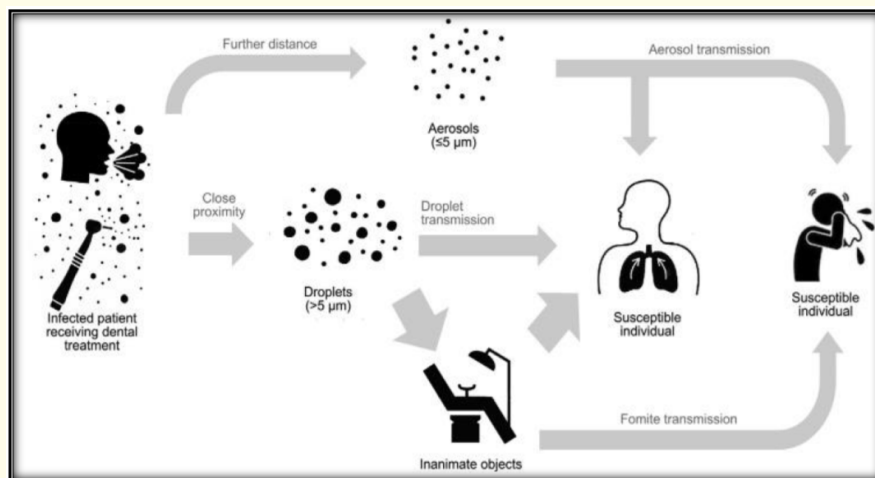 Further distance
Aerosol transmission
Aerosols
(≤5 µm)
Close
proximity
Droplet
transmission
Droplets
(>5 µm)
Infected patient
receiving dental
treatment
Susceptible
individual
Susceptible
individual
Fomite transmission
Inanimate objects